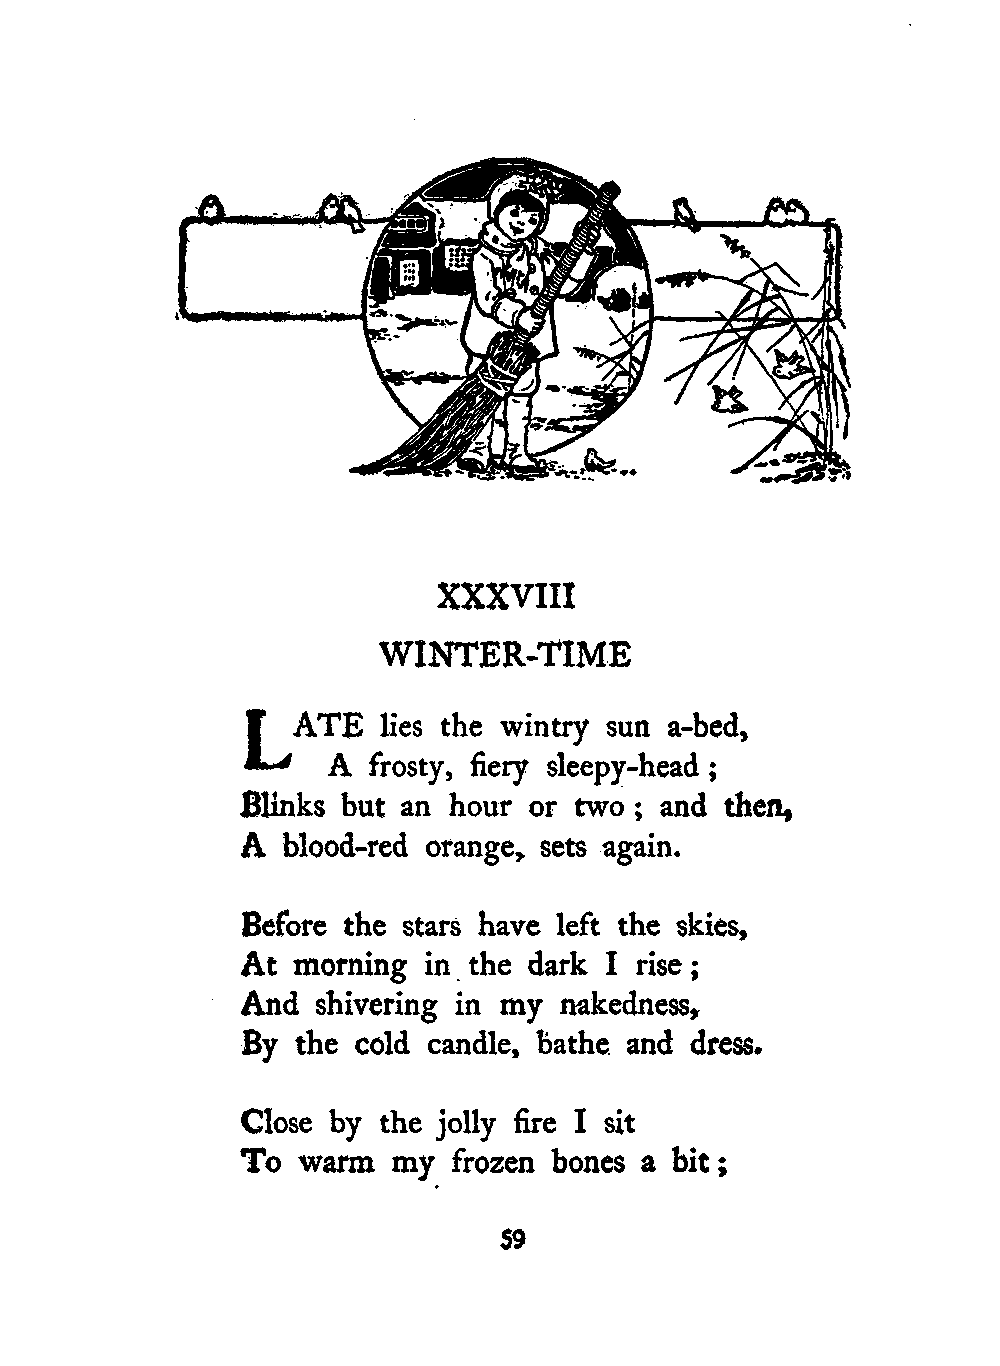 XXXVIII
WINTER-TIME
LATE lies the wintry sun a-bed,
A frosty, fiery sleepy-head ;
Blinks but an hour or two ; and then,
A blood-red orange, sets again.
Before the stars have left the skies,
At morning in the dark I rise ;
And shivering in my nakedness,
By the cold candle, bathe and dress.
Close by the jolly fire I sit
To warm my frozen bones a bit ;
59